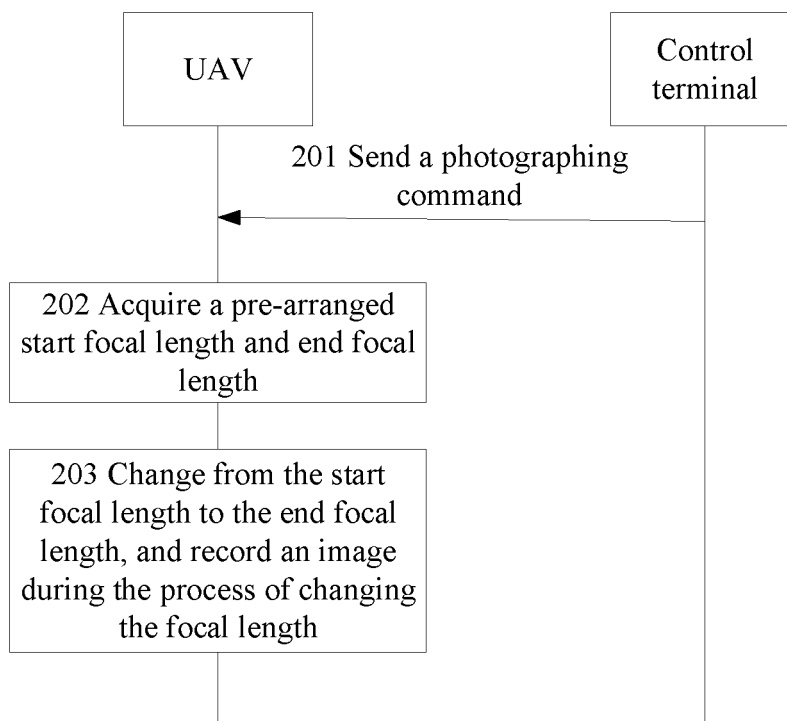 UAV
Control
terminal
201 Send a photographing
command
202 Acquire a pre-arranged
start focal length and end focal
length
203 Change from the start
focal length to the end focal
length, and record an image
during the process of changing
the focal length